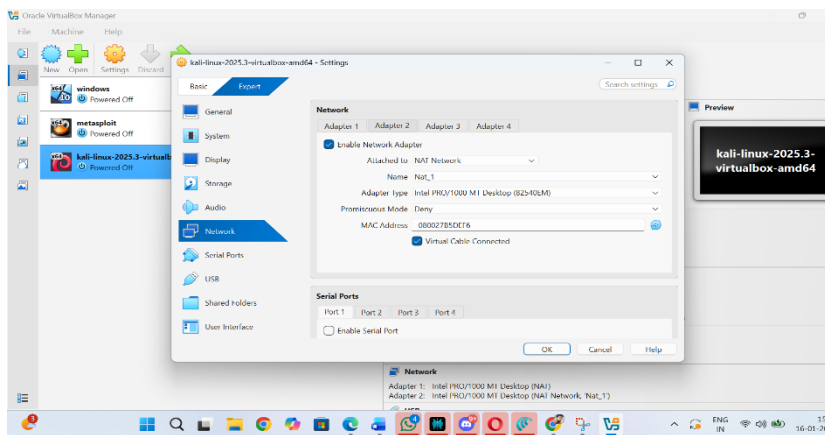 Oracle VirtualBox Manager
File Machine Help
New Open Settings Discard
windows
Powered Off
metasploit
Powered Off
kali-linux-2025.3-virtualb
Powered Off
kali-linux-2025.3-virtualbox-amd64 - Settings
Basic Expert
Search settings
General
System
Display
Storage
Audio
Network
Serial Ports
USB
Shared Folders
User Interface
Network
Adapter 1 Adapter 2 Adapter 3 Adapter 4
Enable Network Adapter
Attached to NAT Network
Name Nat_1
Adapter Type Intel PRO/1000 MT Desktop (82540EM)
Promiscuous Mode Deny
MAC Address
Virtual Cable Connected
Serial Ports
Port 1 Port 2 Port 3 Port 4
Enable Serial Port
OK Cancel Help
Preview
kali-linux-2025.3-
virtualbox-amd64
Network
Adapter 1: Intel PRO/1000 MT Desktop (NAT)
Adapter 2: Intel PRO/1000 MT Desktop (NAT Network, 'Nat_1')
ENG
IN